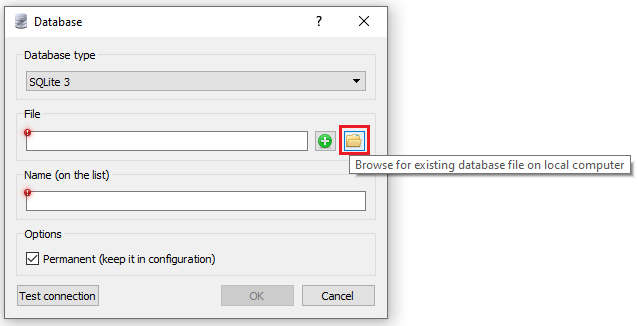 Database
?
Database type
SQLite 3
File
Browse for existing database file on local computer
Name (on the list)
Options
Permanent (keep it in configuration)
Test connection
OK
Cancel